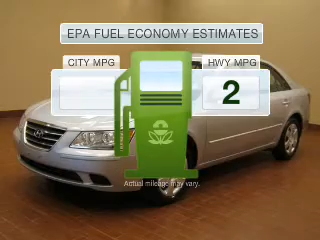 EPA FUEL ECONOMY ESTIMATES
CITY MPG
HWY MPG
2
Actual mileage may vary.